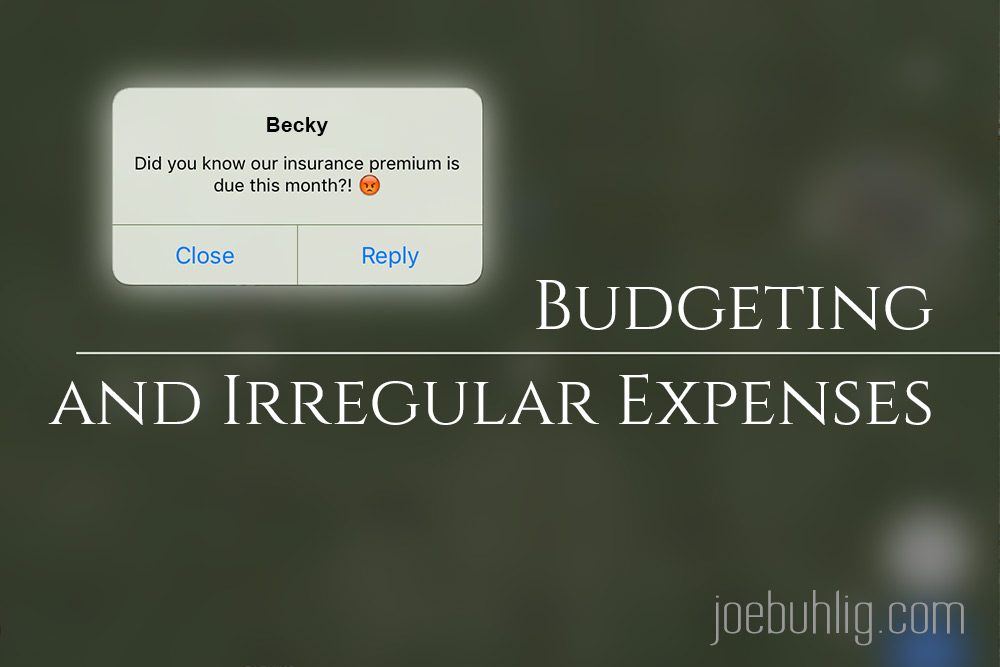 Becky
Did you know our insurance premium is
due this month?! 😡
Close Reply
Budgeting
and Irregular Expenses
joebuhlig.com